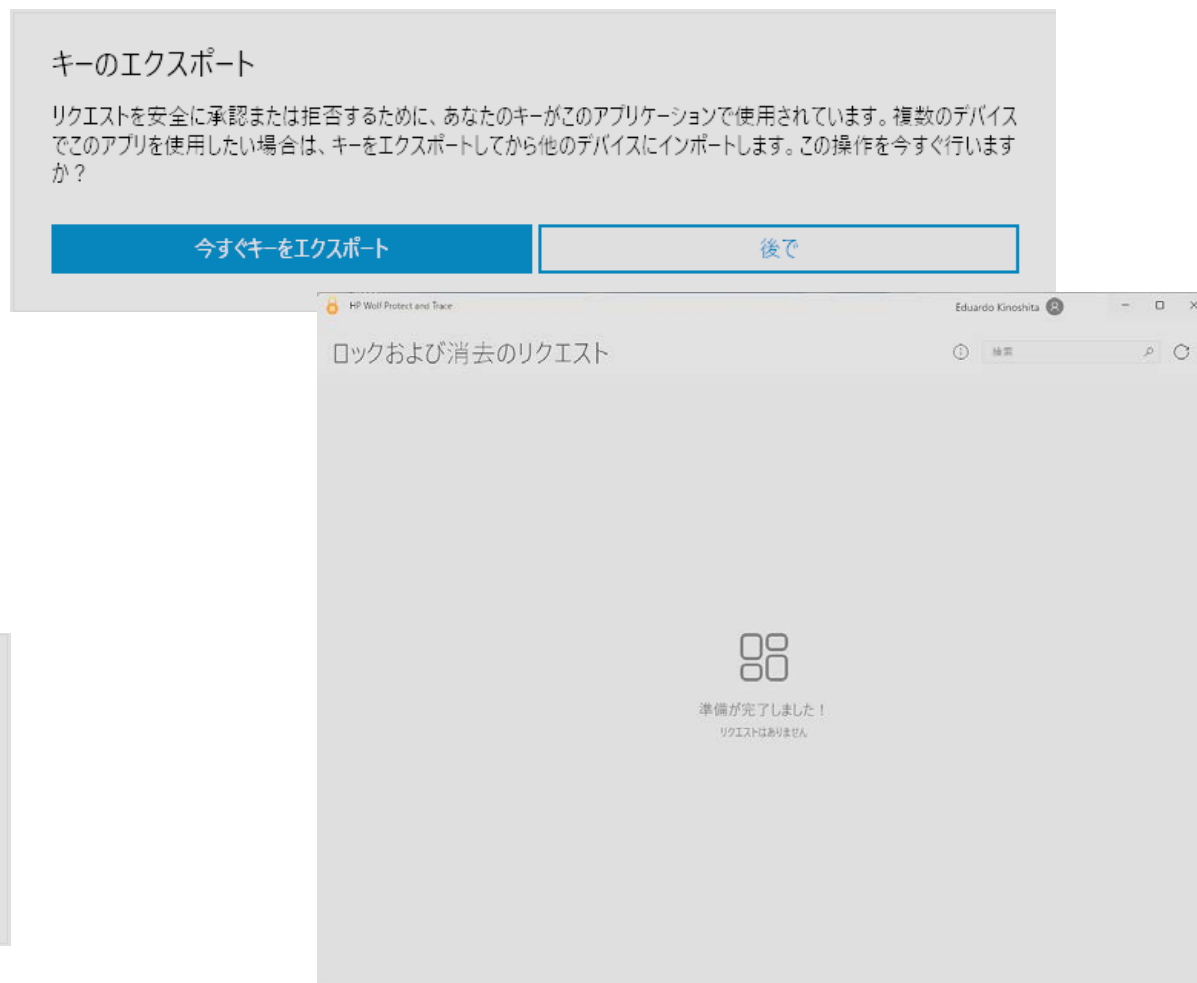 キーのエクスポート
リクエストを安全に承認または拒否するために、あなたのキーがこのアプリケーションで使用されています。複数のデバイス
でこのアプリを使用したい場合は、キーをエクスポートしてから他のデバイスにインポートします。この操作を今すぐ行います
か？
今すぐキーをエクスポート
後で
HP Wolf Protect and Trace
Eduardo Kinoshita
ロックおよび消去のリクエスト
検索
準備が完了しました！
リクエストはありません